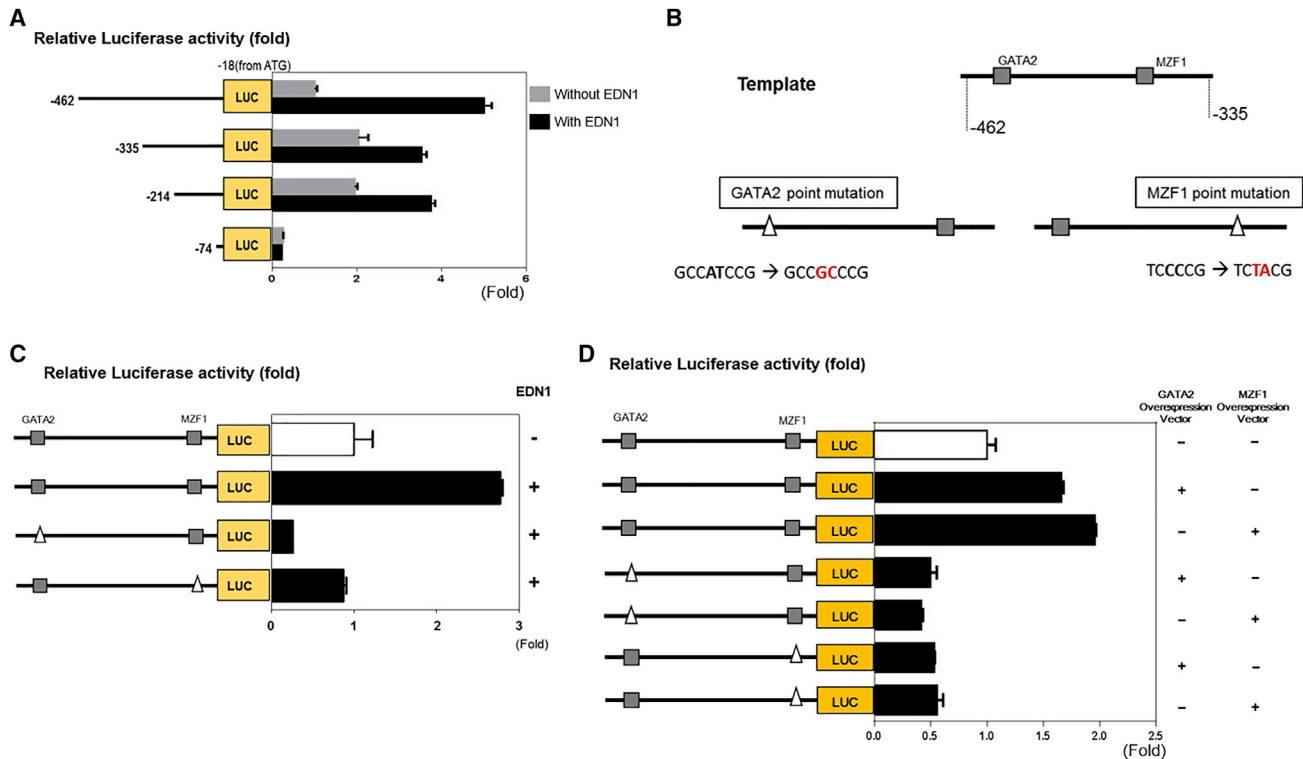 A
Relative Luciferase activity (fold)
-18(from ATG)
-462 LUC
-335 LUC
-214 LUC
-74 LUC
Without EDN1
With EDN1
0 2 4 6
(Fold)
B
GATA2 MZF1
Template
-462 -335
GATA2 point mutation MZF1 point mutation
GCCATCCG → GCCGCCCG TCCCCG → TCTACG
C
Relative Luciferase activity (fold)
EDN1
GATA2 MZF1
LUC -
LUC +
LUC +
LUC +
0 1 2 3
(Fold)
D
Relative Luciferase activity (fold)
GATA2 MZF1
Overexpression Overexpression
Vector Vector
GATA2 MZF1
LUC − −
LUC + −
LUC − +
LUC + −
LUC − +
LUC + −
LUC − +
0.0 0.5 1.0 1.5 2.0 2.5
(Fold)